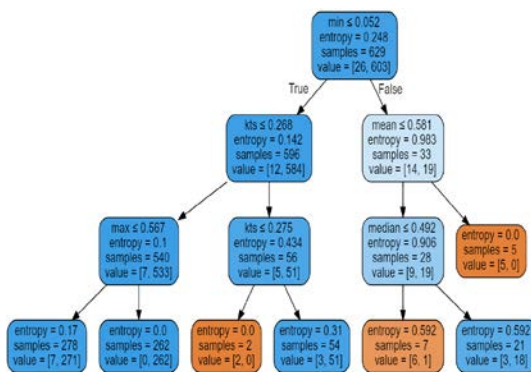 min ≤ 0.052
entropy = 0.248
samples = 629
value = [26, 603]
True
False
kts ≤ 0.268
entropy = 0.142
samples = 596
value = [12, 584]
mean ≤ 0.581
entropy = 0.983
samples = 33
value = [14, 19]
max ≤ 0.567
entropy = 0.1
samples = 540
value = [7, 533]
kts ≤ 0.275
entropy = 0.434
samples = 56
value = [5, 51]
median ≤ 0.492
entropy = 0.906
samples = 28
value = [9, 19]
entropy = 0.0
samples = 5
value = [5, 0]
entropy = 0.17
samples = 278
value = [7, 271]
entropy = 0.0
samples = 262
value = [0, 262]
entropy = 0.0
samples = 2
value = [2, 0]
entropy = 0.31
samples = 54
value = [3, 51]
entropy = 0.592
samples = 7
value = [6, 1]
entropy = 0.592
samples = 21
value = [3, 18]